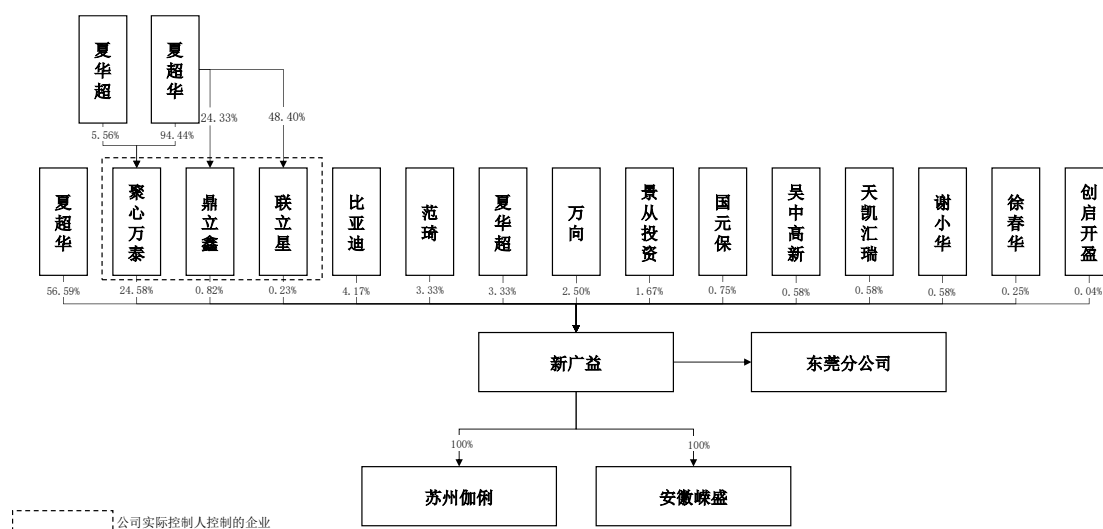 夏华超
夏超华
24.33%
48.40%
5.56%
94.44%
夏超华
聚心万泰
鼎立鑫
联立星
比亚迪
范琦
夏华超
万向
景从投资
国元保
吴中高新
天凯汇瑞
谢小华
徐春华
创启开盈
56.59%
24.58%
0.82%
0.23%
4.17%
3.33%
3.33%
2.50%
1.67%
0.75%
0.58%
0.58%
0.58%
0.25%
0.04%
新广益
东莞分公司
100%
100%
苏州伽俐
安徽嵘盛
公司实际控制人控制的企业